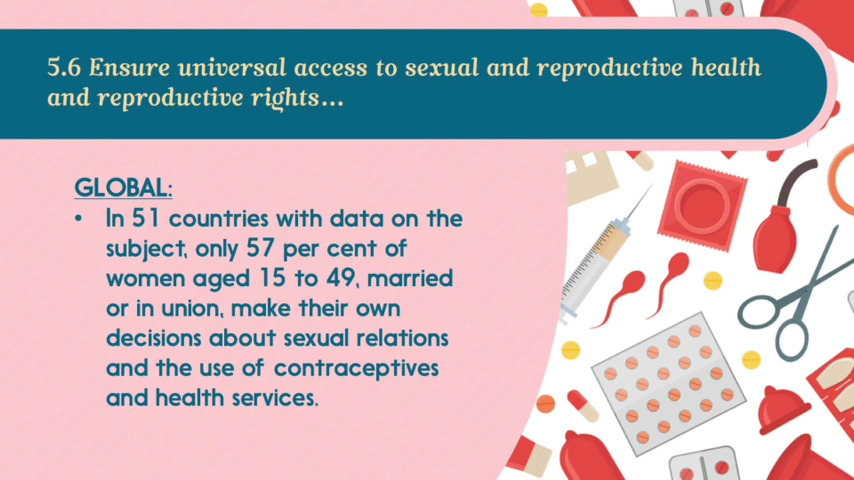 5.6 Ensure universal access to sexual and reproductive health
and reproductive rights...
GLOBAL:
• In 51 countries with data on the
subject, only 57 per cent of
women aged 15 to 49, married
or in union, make their own
decisions about sexual relations
and the use of contraceptives
and health services.